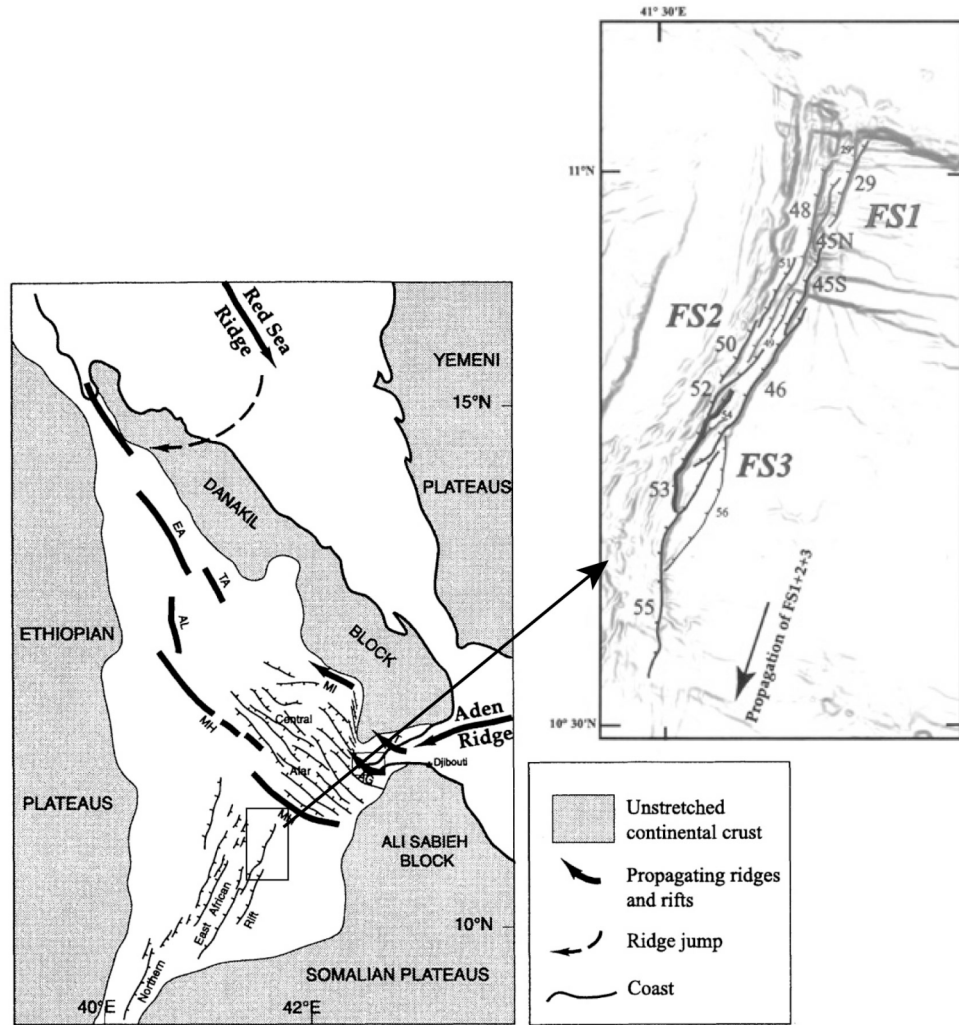 41° 30'E
11°N
29'
29
48
FS1
45N
51
45S
FS2
50
49
52
46
54
FS3
53
56
55
Propagation of FS1+2+3
10° 30'N
Red Sea
Ridge
YEMENI
15°N
PLATEAUS
DANAKIL
EA
TA
ETHIOPIAN
AL
BLOCK
MI
MH
Central
Aden
Ridge
Afar
AG
Djibouti
PLATEAUS
ALI SABIEH
BLOCK
East African
Rift
10°N
Northern
SOMALIAN PLATEAUS
40°E
42°E
Unstretched
continental crust
Propagating ridges
and rifts
Ridge jump
Coast